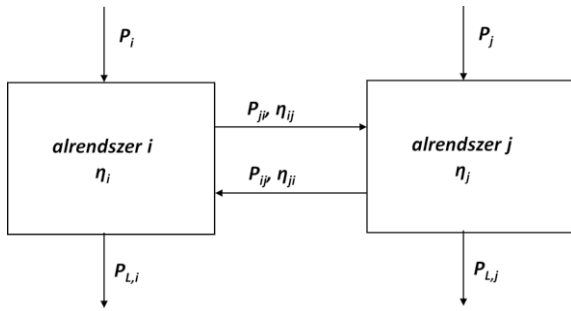 P_i
P_j
P_ji, η_ij
alrendszer i
η_i
alrendszer j
η_j
P_ij, η_ji
P_L,i
P_L,j